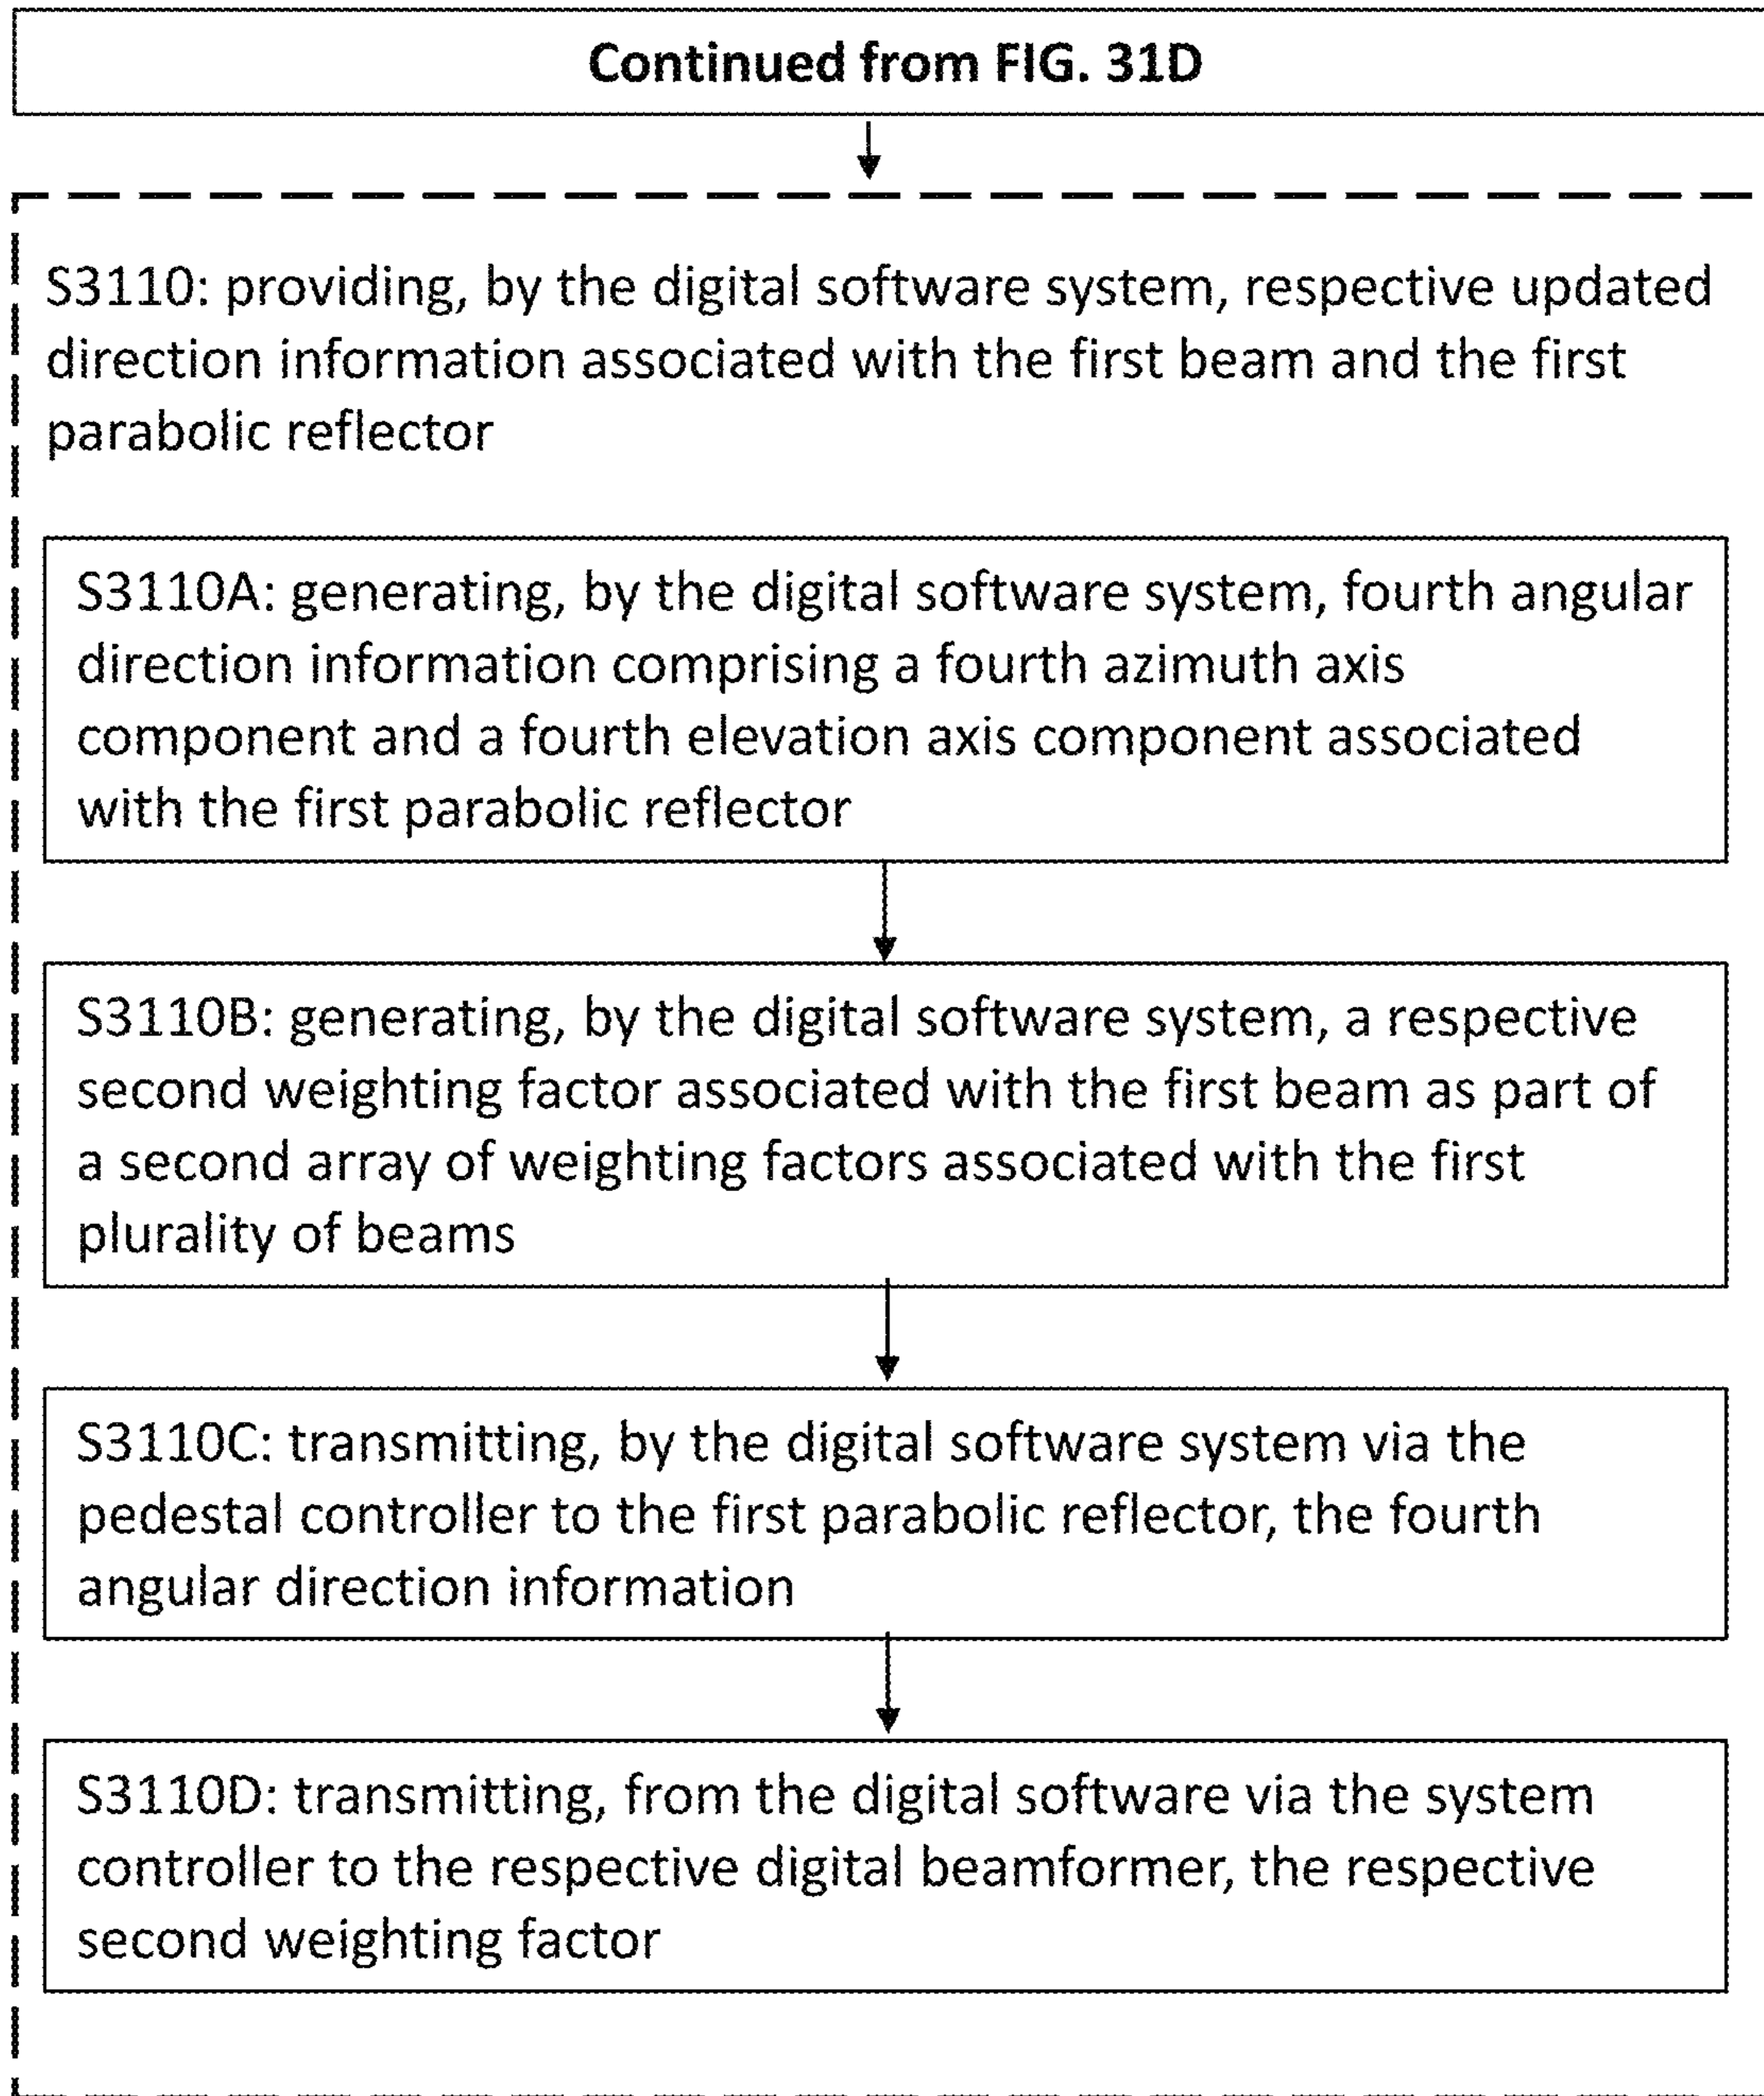 Continued from FIG. 31D
S3110: providing, by the digital software system, respective updated
direction information associated with the first beam and the first
parabolic reflector
S3110A: generating, by the digital software system, fourth angular
direction information comprising a fourth azimuth axis
component and a fourth elevation axis component associated
with the first parabolic reflector
S3110B: generating, by the digital software system, a respective
second weighting factor associated with the first beam as part of
a second array of weighting factors associated with the first
plurality of beams
S3110C: transmitting, by the digital software system via the
pedestal controller to the first parabolic reflector, the fourth
angular direction information
S3110D: transmitting, from the digital software via the system
controller to the respective digital beamformer, the respective
second weighting factor